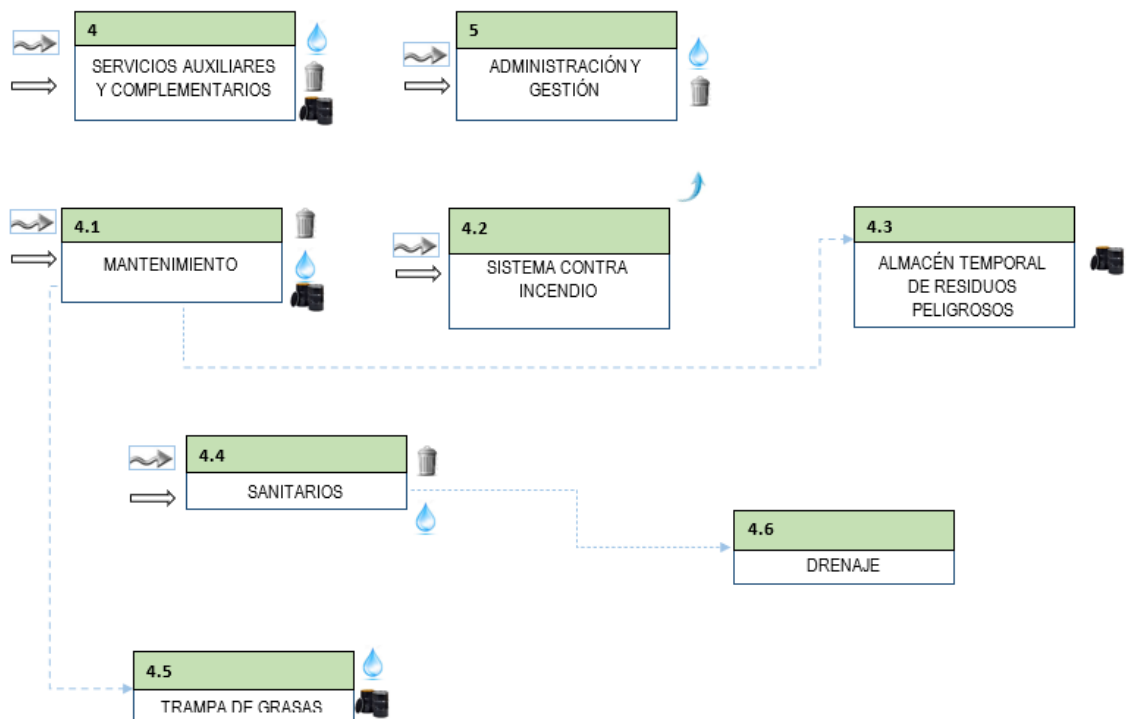 4
SERVICIOS AUXILIARES
Y COMPLEMENTARIOS
5
ADMINISTRACIÓN Y
GESTIÓN
4.1
MANTENIMIENTO
4.2
SISTEMA CONTRA
INCENDIO
4.3
ALMACÉN TEMPORAL
DE RESIDUOS
PELIGROSOS
4.4
SANITARIOS
4.6
DRENAJE
4.5
TRAMPA DE GRASAS